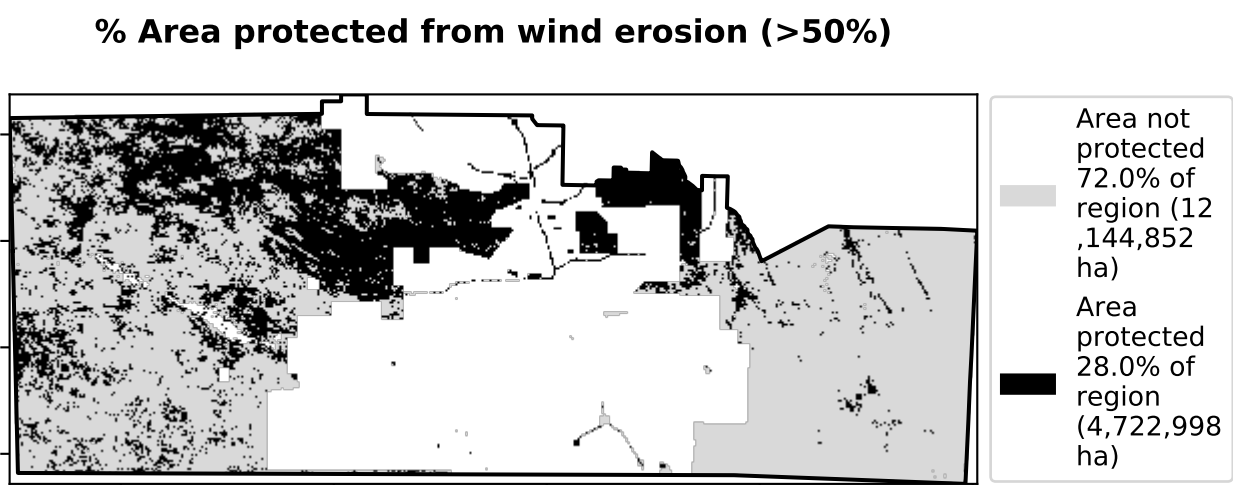 % Area protected from wind erosion (>50%)
Area not
protected
72.0% of
region (12
,144,852
ha)
Area
protected
28.0% of
region
(4,722,998
ha)